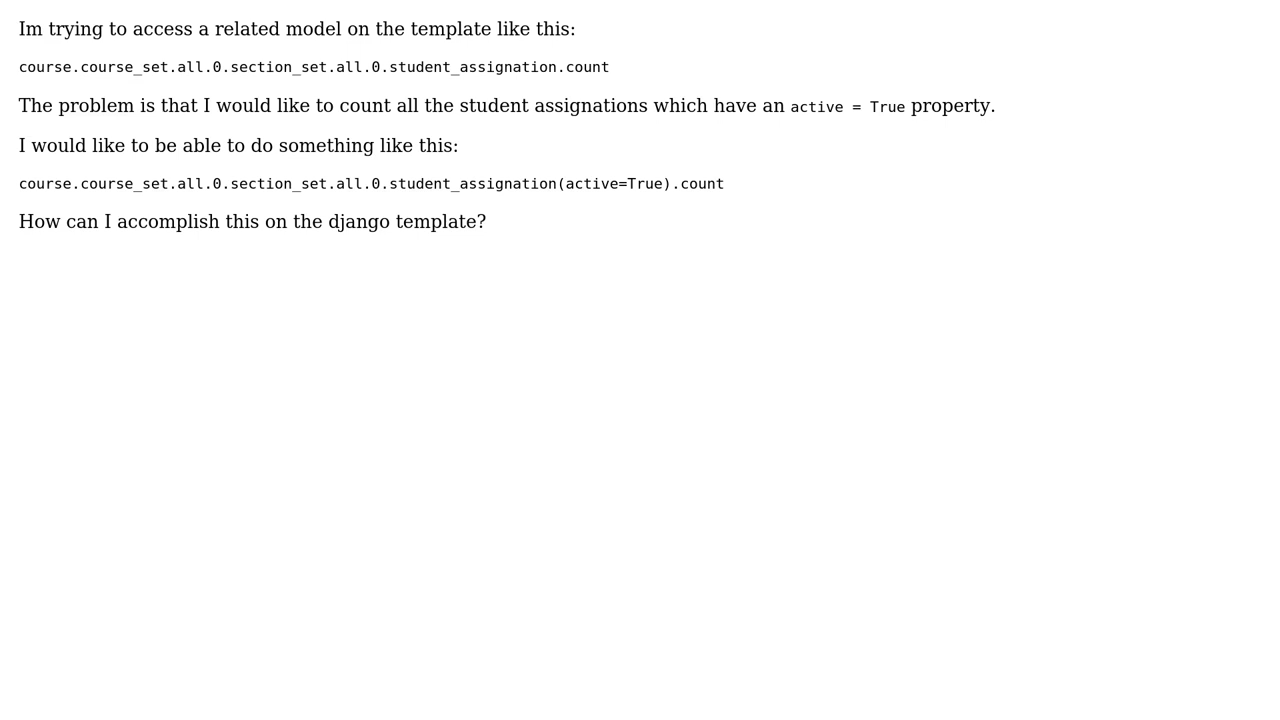 Im trying to access a related model on the template like this:
course.course_set.all.0.section_set.all.0.student_assignation.count
The problem is that I would like to count all the student assignations which have an active = True property.
I would like to be able to do something like this:
course.course_set.all.0.section_set.all.0.student_assignation(active=True).count
How can I accomplish this on the django template?